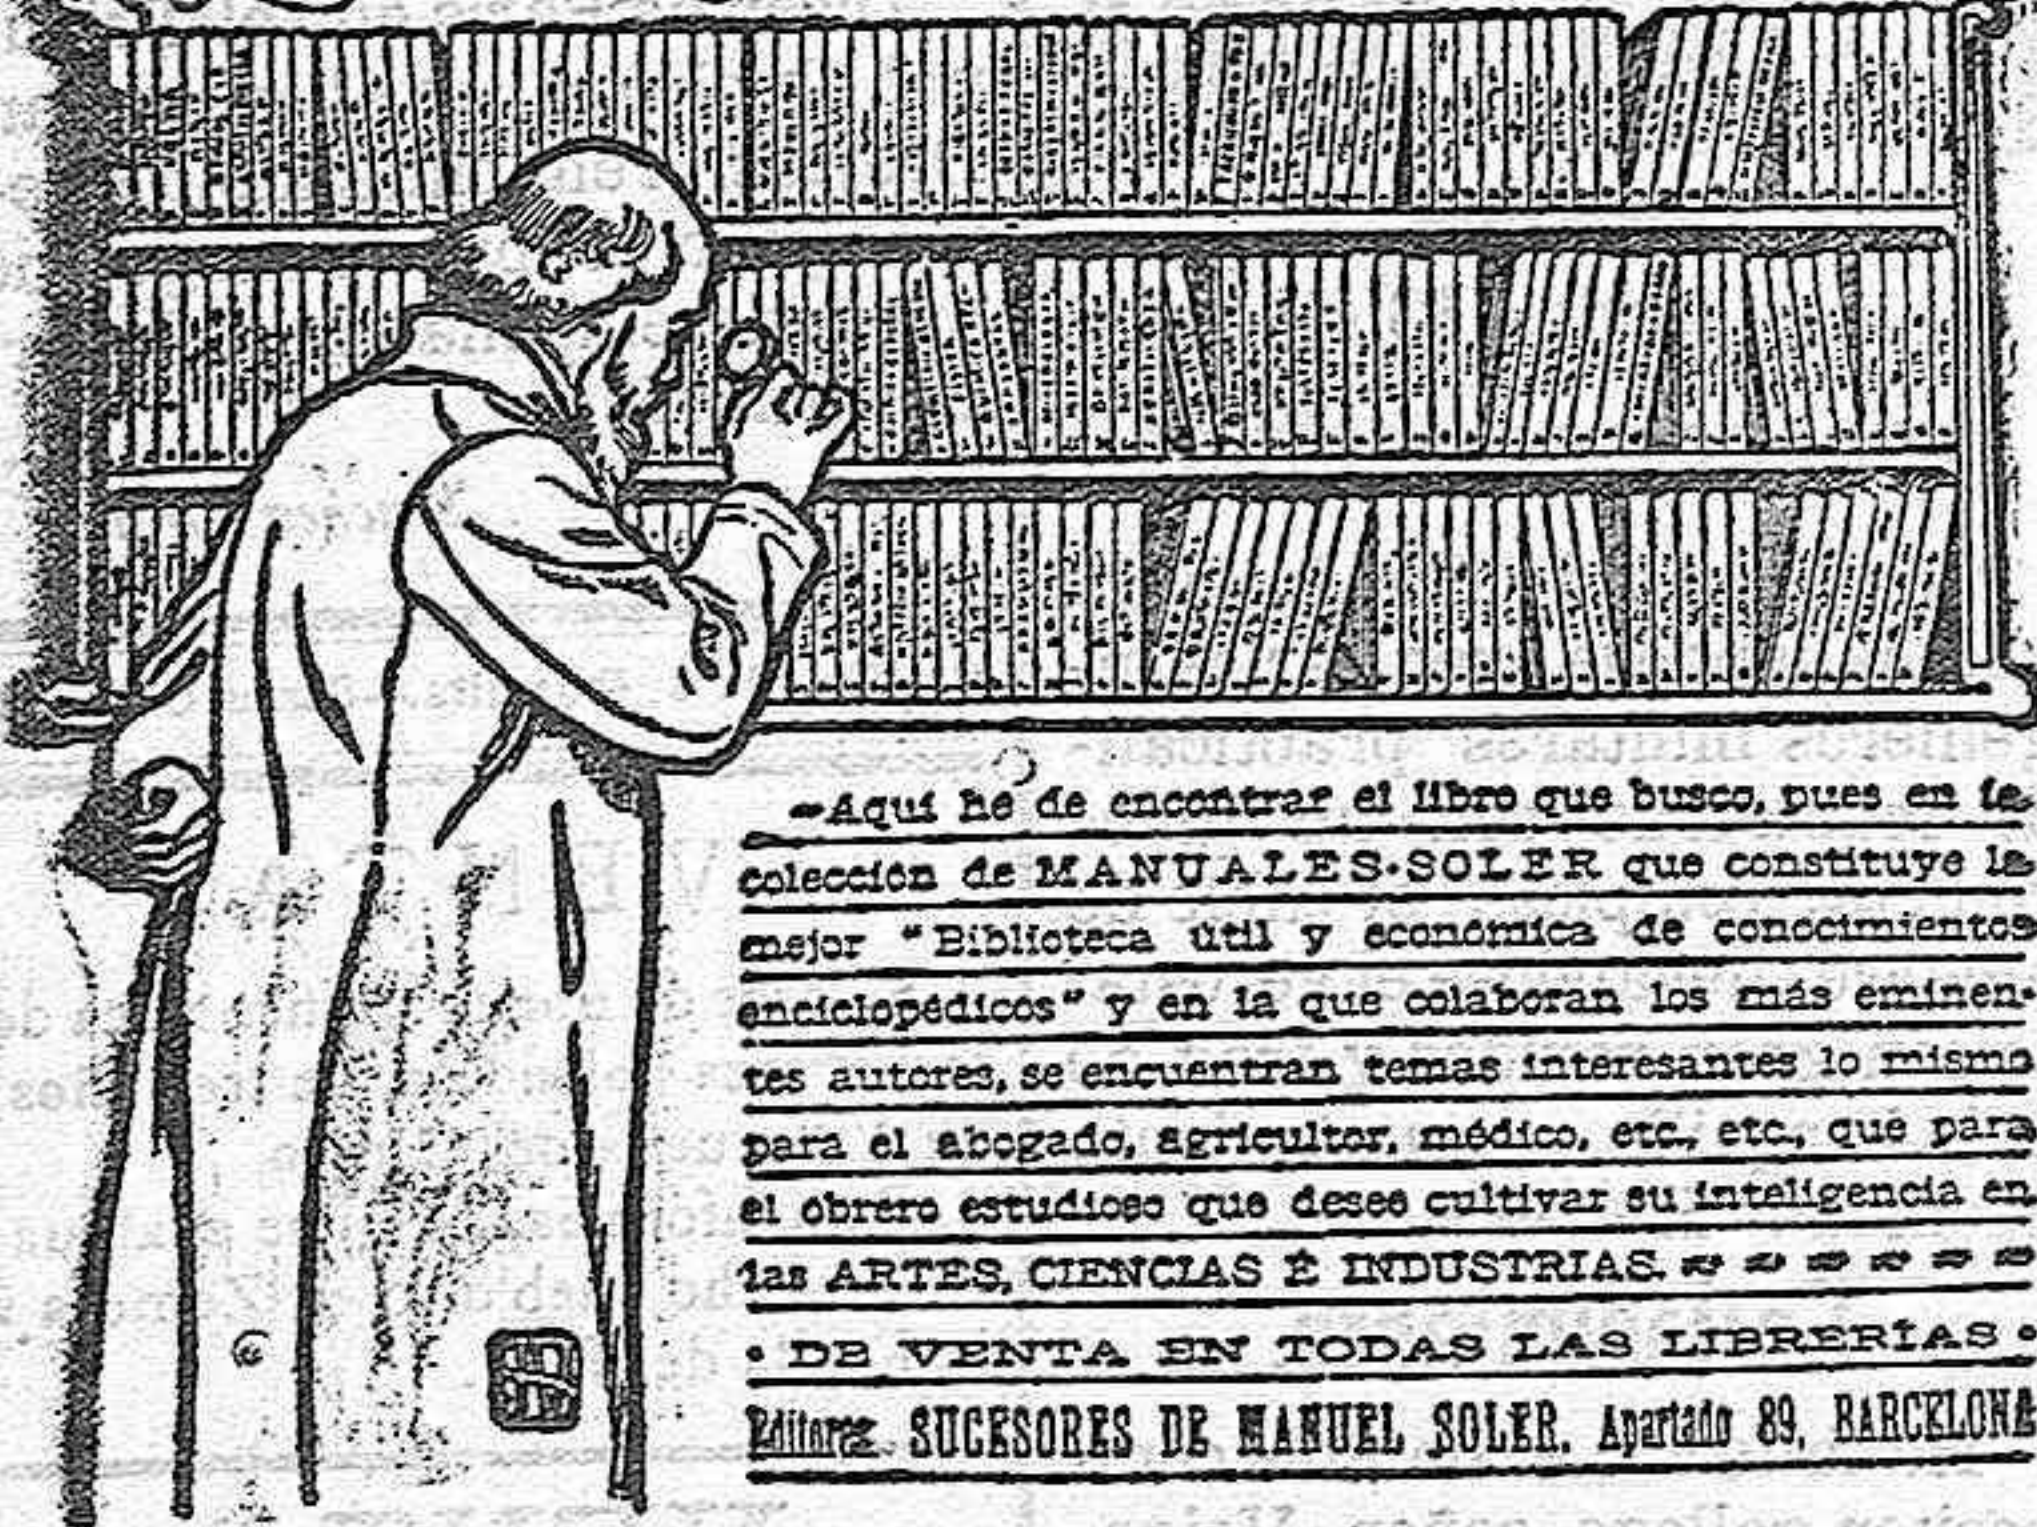 —Aquí he de encontrar el libro que busco, pues en la
colección de MANUALES-SOLER que constituye la
mejor "Biblioteca útil y económica de conocimientos
enciclopédicos" y en la que colaboran los más eminen-
tes autores, se encuentran temas interesantes lo mismo
para el abogado, agricultor, médico, etc., etc., que para
el obrero estudioso que desee cultivar su inteligencia en
las ARTES, CIENCIAS É INDUSTRIAS.
• DE VENTA EN TODAS LAS LIBRERÍAS •
Editores SUCESORES DE MANUEL SOLER. Apartado 89, BARCELONA